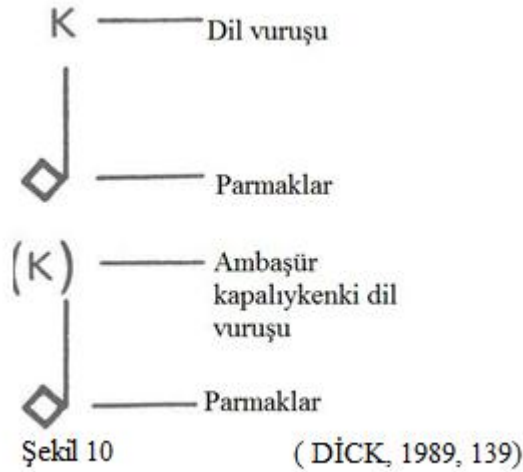 K Dil vuruşu
Parmaklar
(K) Ambaşür
kapalıykenki dil
vuruşu
Parmaklar
Şekil 10 ( DİCK, 1989, 139)